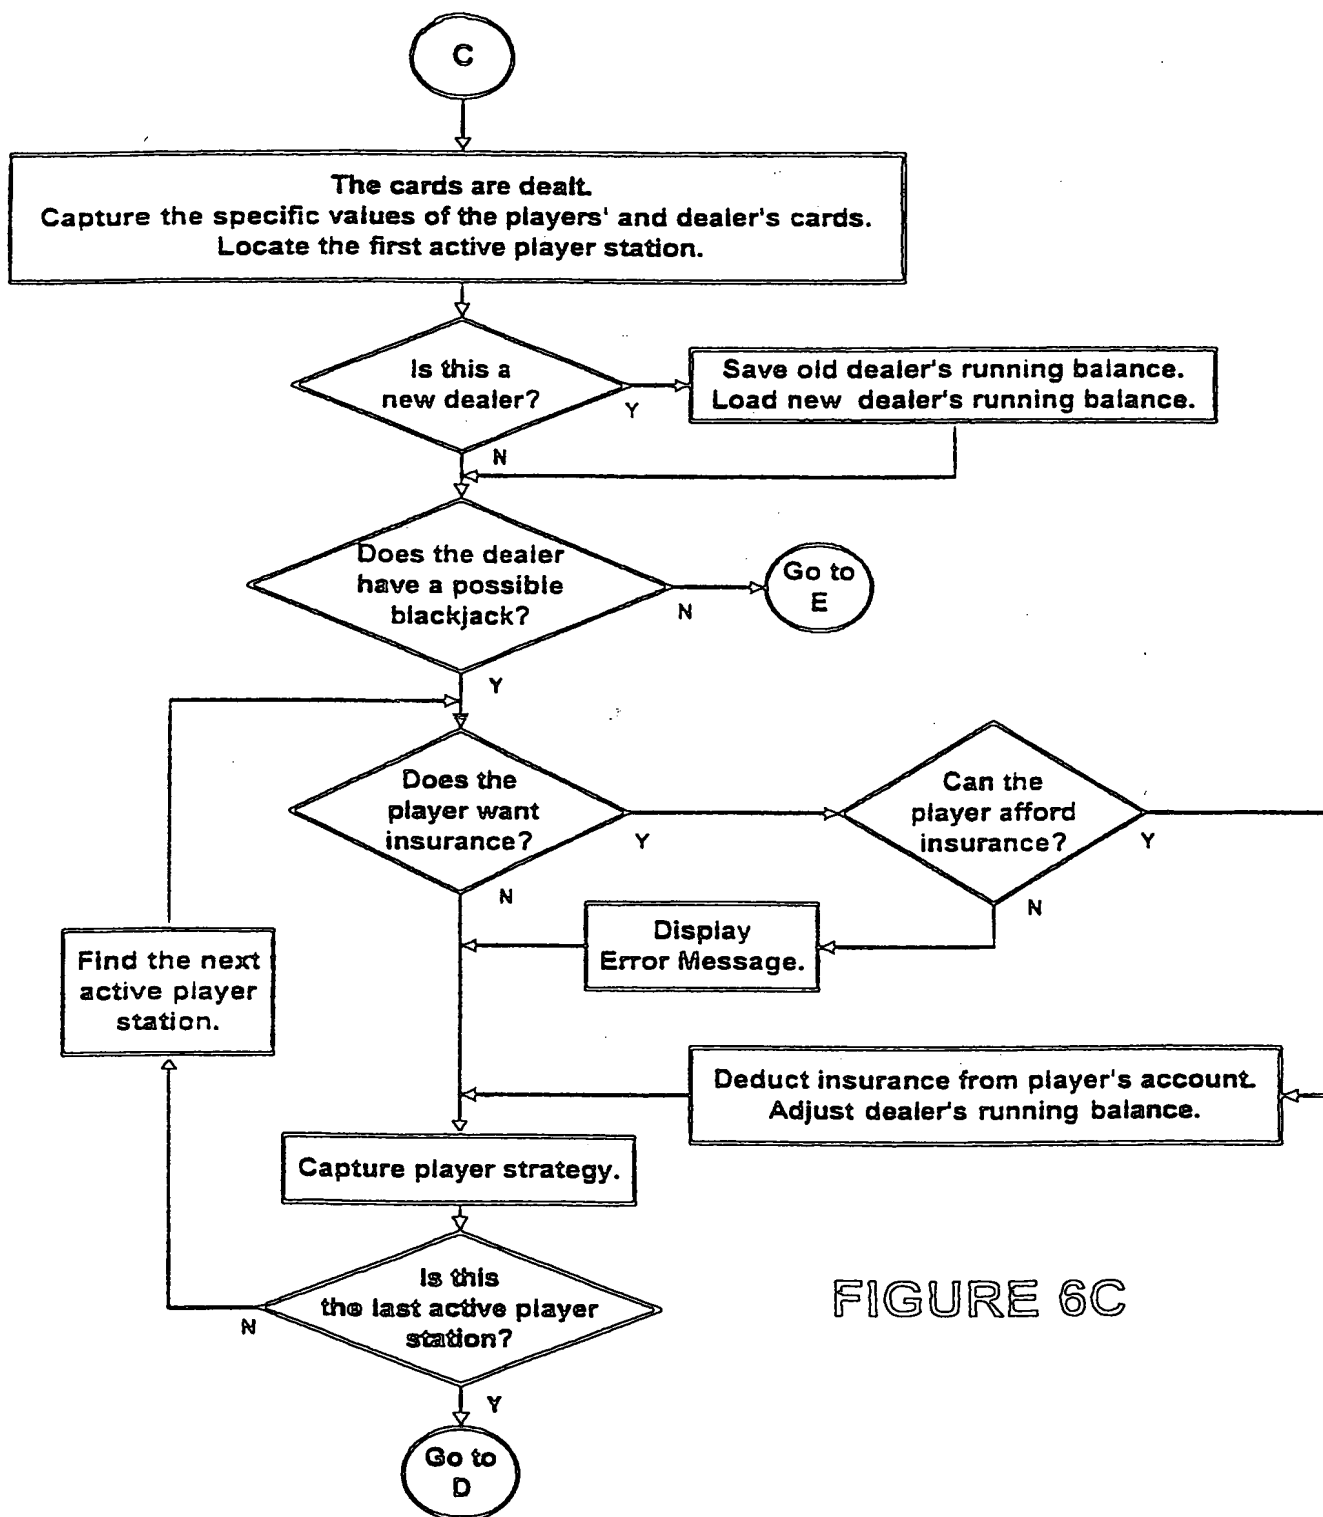 C
The cards are dealt.
Capture the specific values of the players' and dealer's cards.
Locate the first active player station.
Is this a
new dealer?
Y
Save old dealer's running balance.
Load new dealer's running balance.
N
Does the dealer
have a possible
blackjack?
N
Go to
E
Y
Does the
player want
insurance?
Y
Can the
player afford
insurance?
Y
N
N
Display
Error Message.
Find the next
active player
station.
Deduct insurance from player's account.
Adjust dealer's running balance.
Capture player strategy.
Is this
the last active player
station?
N
Y
Go to
D
FIGURE 6C